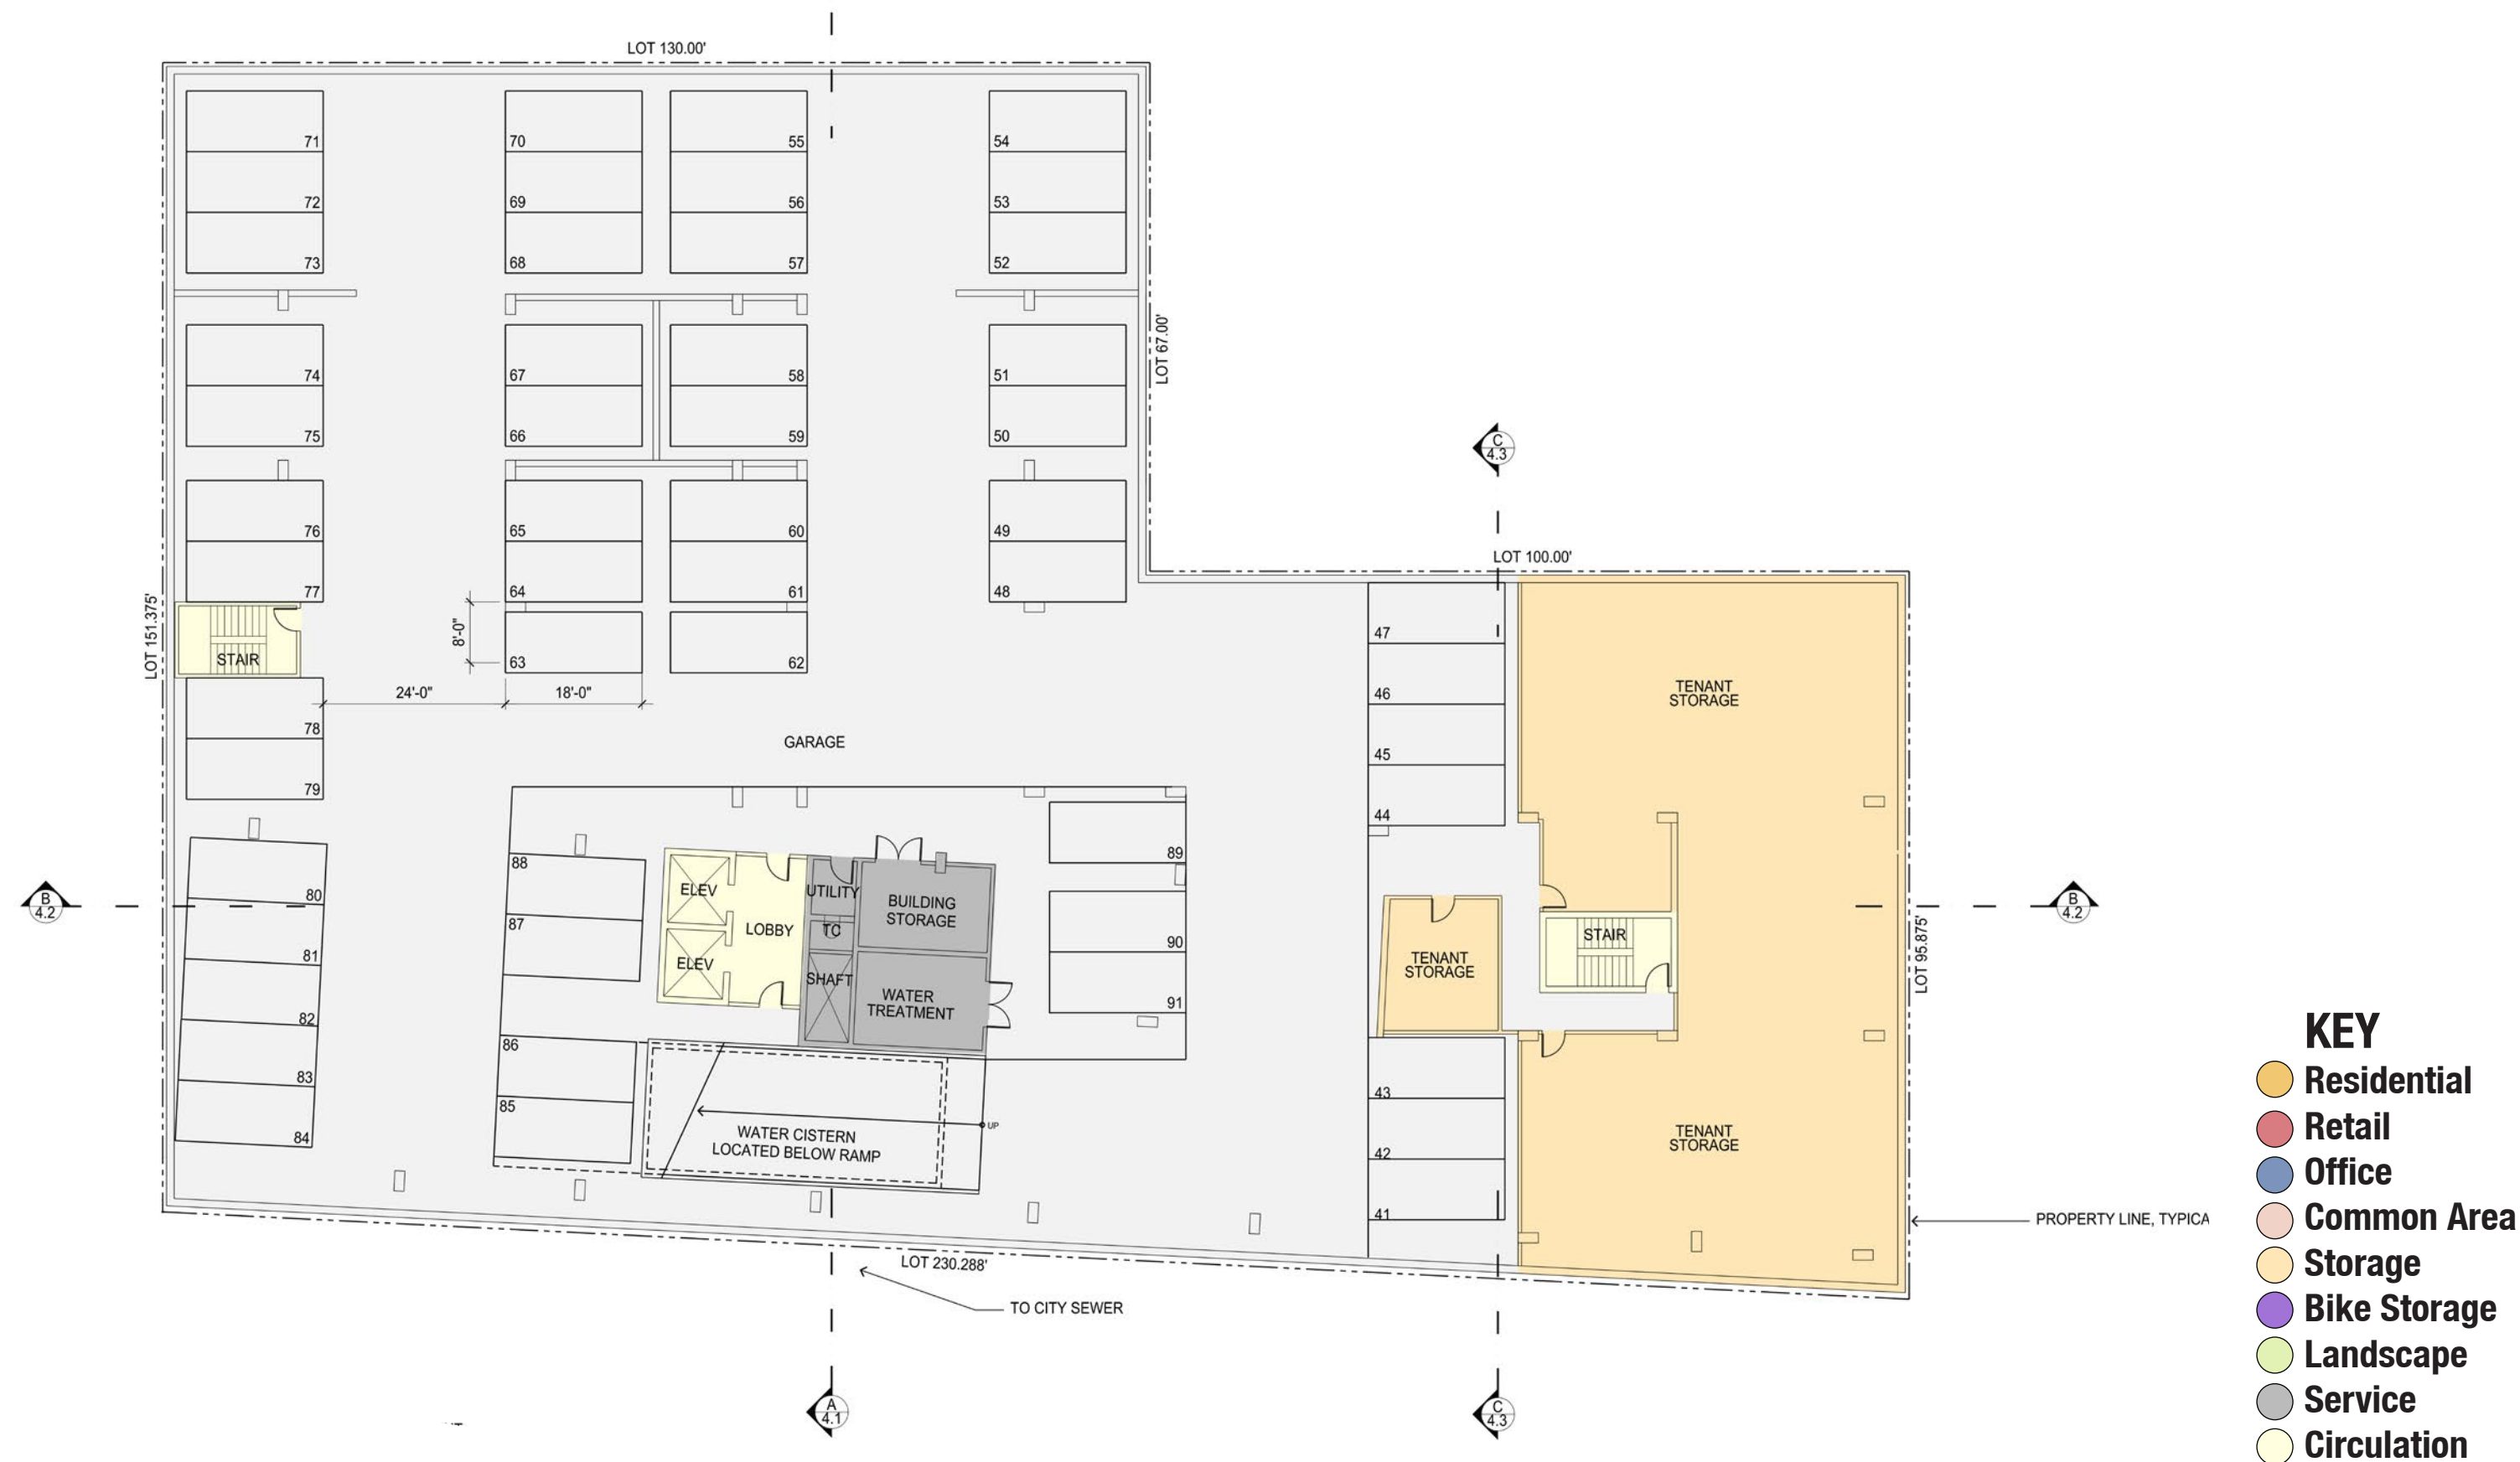 LOT 130.00'
71
70
55
54
72
69
56
53
73
68
57
52
LOT 67.00'
74
67
58
51
75
66
59
50
C
4.3
76
65
60
49
LOT 100.00'
77
64
61
48
LOT 151.375'
8'-0"
STAIR
63
62
47
24'-0"
18'-0"
46
TENANT
STORAGE
78
GARAGE
45
79
44
88
89
80
ELEV
UTILITY
BUILDING
STORAGE
B
4.2
B
4.2
87
LOBBY
TC
90
STAIR
81
ELEV
SHAFT
TENANT
STORAGE
LOT 95.875'
82
WATER
TREATMENT
91
86
83
85
43
84
WATER CISTERN
LOCATED BELOW RAMP
UP
42
TENANT
STORAGE
41
PROPERTY LINE, TYPICA
LOT 230.288'
TO CITY SEWER
A
4.1
C
4.3
KEY
Residential
Retail
Office
Common Area
Storage
Bike Storage
Landscape
Service
Circulation